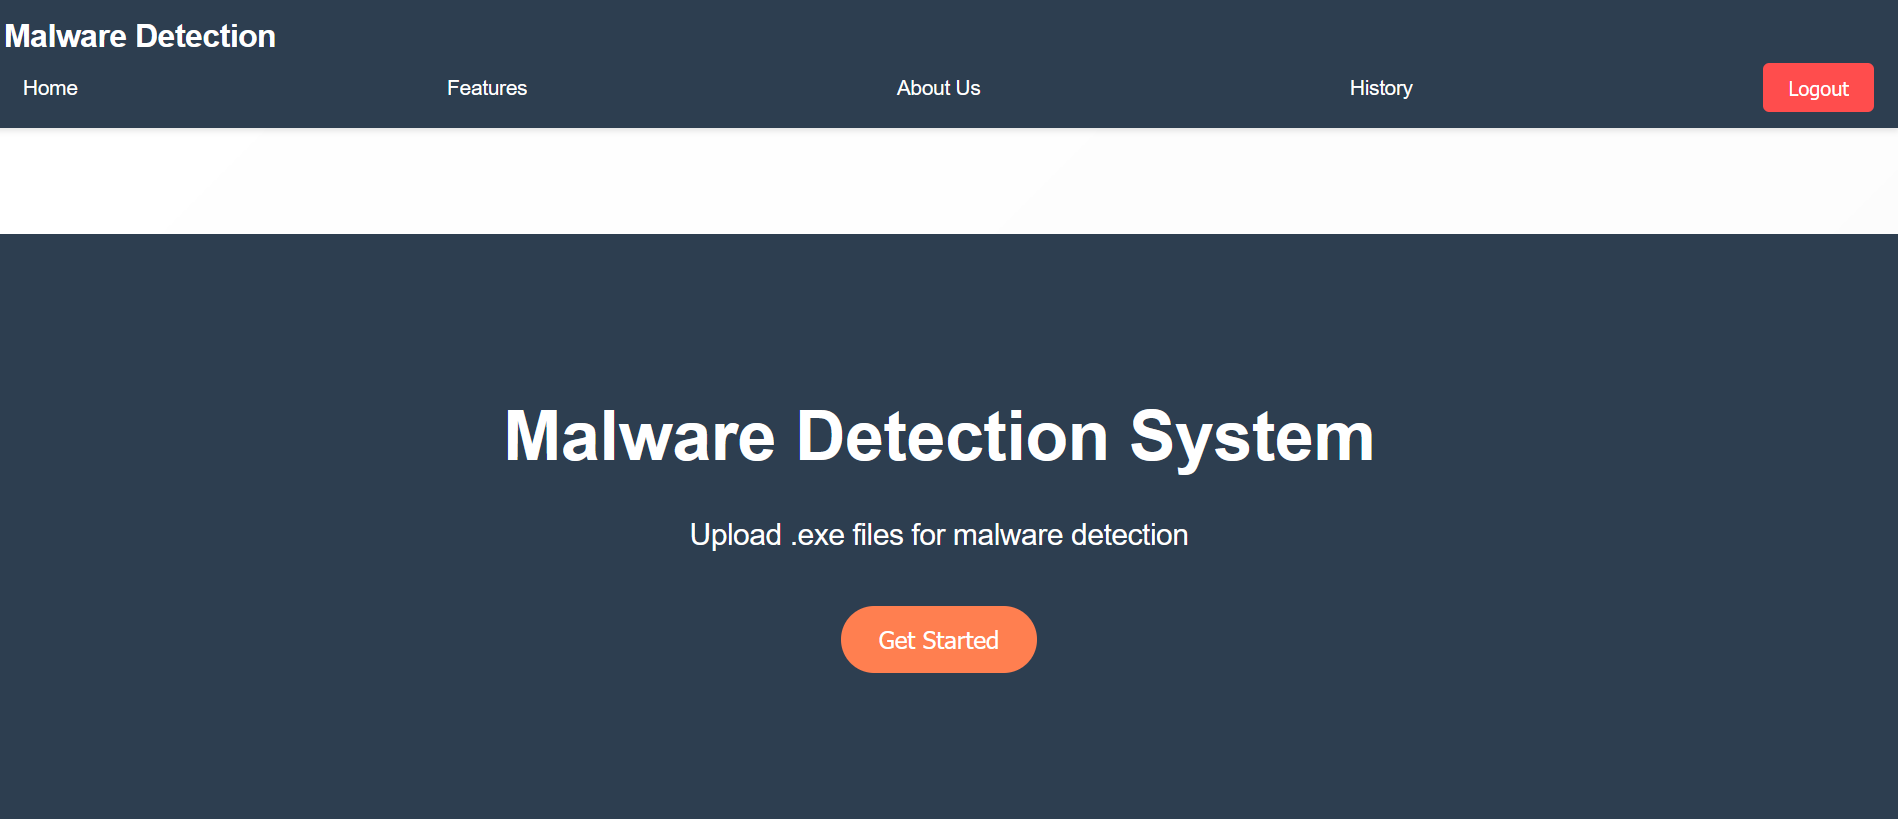 Malware Detection
Home Features About Us History Logout
Malware Detection System
Upload .exe files for malware detection
Get Started